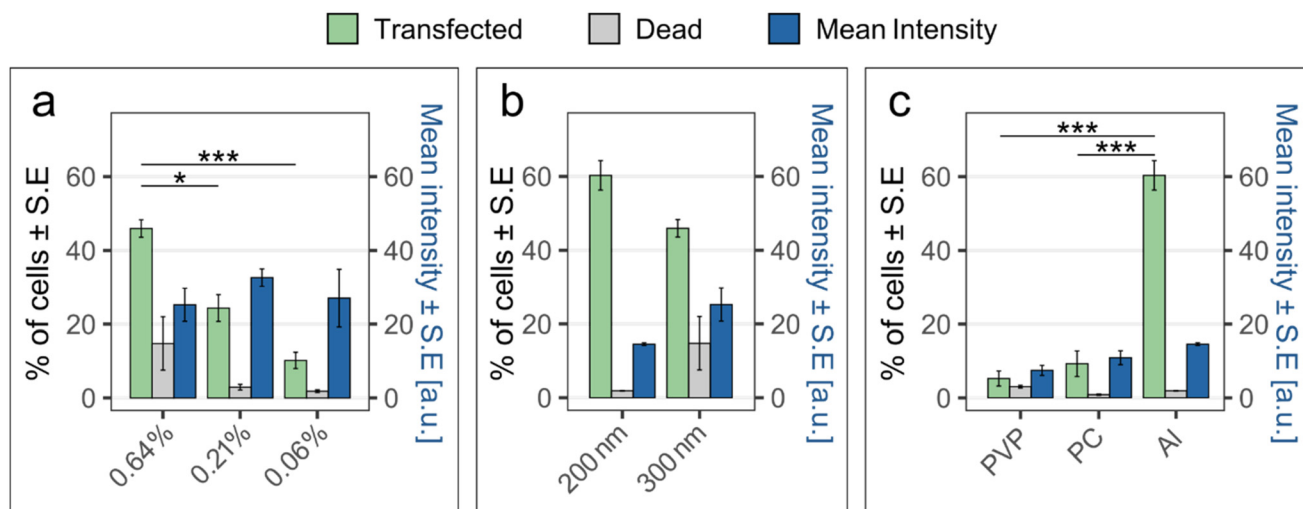 Transfected Dead Mean Intensity
a
% of cells ± S.E
60
40
20
0
***
*
0.64%
0.21%
0.06%
60
40
20
0
Mean intensity ± S.E [a.u.]
b
% of cells ± S.E
60
40
20
0
200 nm
300 nm
60
40
20
0
Mean intensity ± S.E [a.u.]
c
% of cells ± S.E
60
40
20
0
***
***
PVP
PC
Al
60
40
20
0
Mean intensity ± S.E [a.u.]